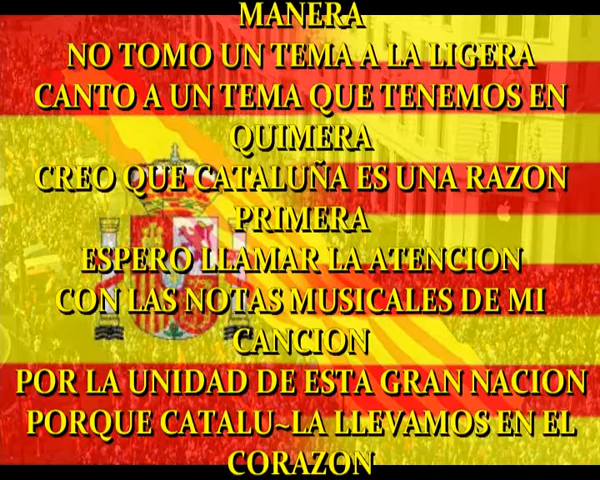 MANERA
NO TOMO UN TEMA A LA LIGERA
CANTO A UN TEMA QUE TENEMOS EN
QUIMERA
CREO QUE CATALUÑA ES UNA RAZON
PRIMERA
ESPERO LLAMAR LA ATENCION
CON LAS NOTAS MUSICALES DE MI
CANCION
POR LA UNIDAD DE ESTA GRAN NACION
PORQUE CATALU~LA LLEVAMOS EN EL
CORAZON